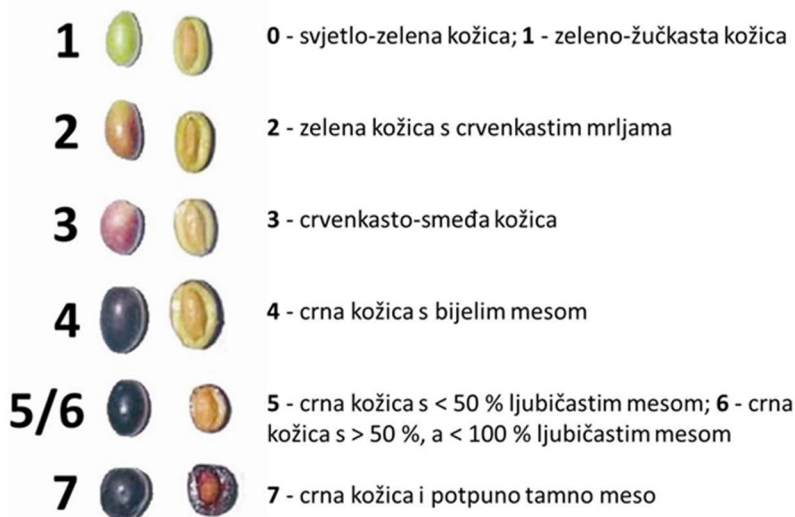 1
0 - svjetlo-zelena kožica; 1 - zeleno-žućkasta kožica
2
2 - zelena kožica s crvenkastim mrljama
3
3 - crvenkasto-smeđa kožica
4
4 - crna kožica s bijelim mesom
5/6
5 - crna kožica s < 50 % ljubičastim mesom; 6 - crna
kožica s > 50 %, a < 100 % ljubičastim mesom
7
7 - crna kožica i potpuno tamno meso